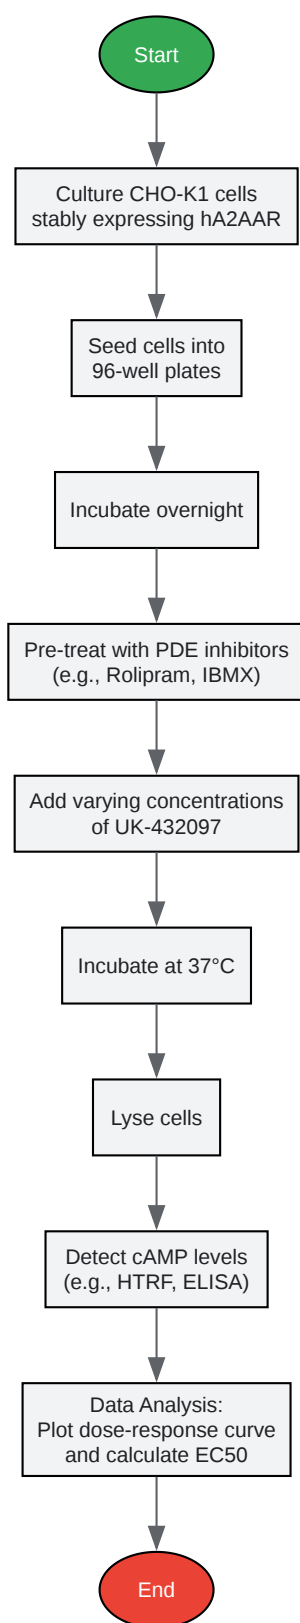 Start
Culture CHO-K1 cells
stably expressing hA2AAR
Seed cells into
96-well plates
Incubate overnight
Pre-treat with PDE inhibitors
(e.g., Rolipram, IBMX)
Add varying concentrations
of UK-432097
Incubate at 37°C
Lyse cells
Detect cAMP levels
(e.g., HTRF, ELISA)
Data Analysis:
Plot dose-response curve
and calculate EC50
End